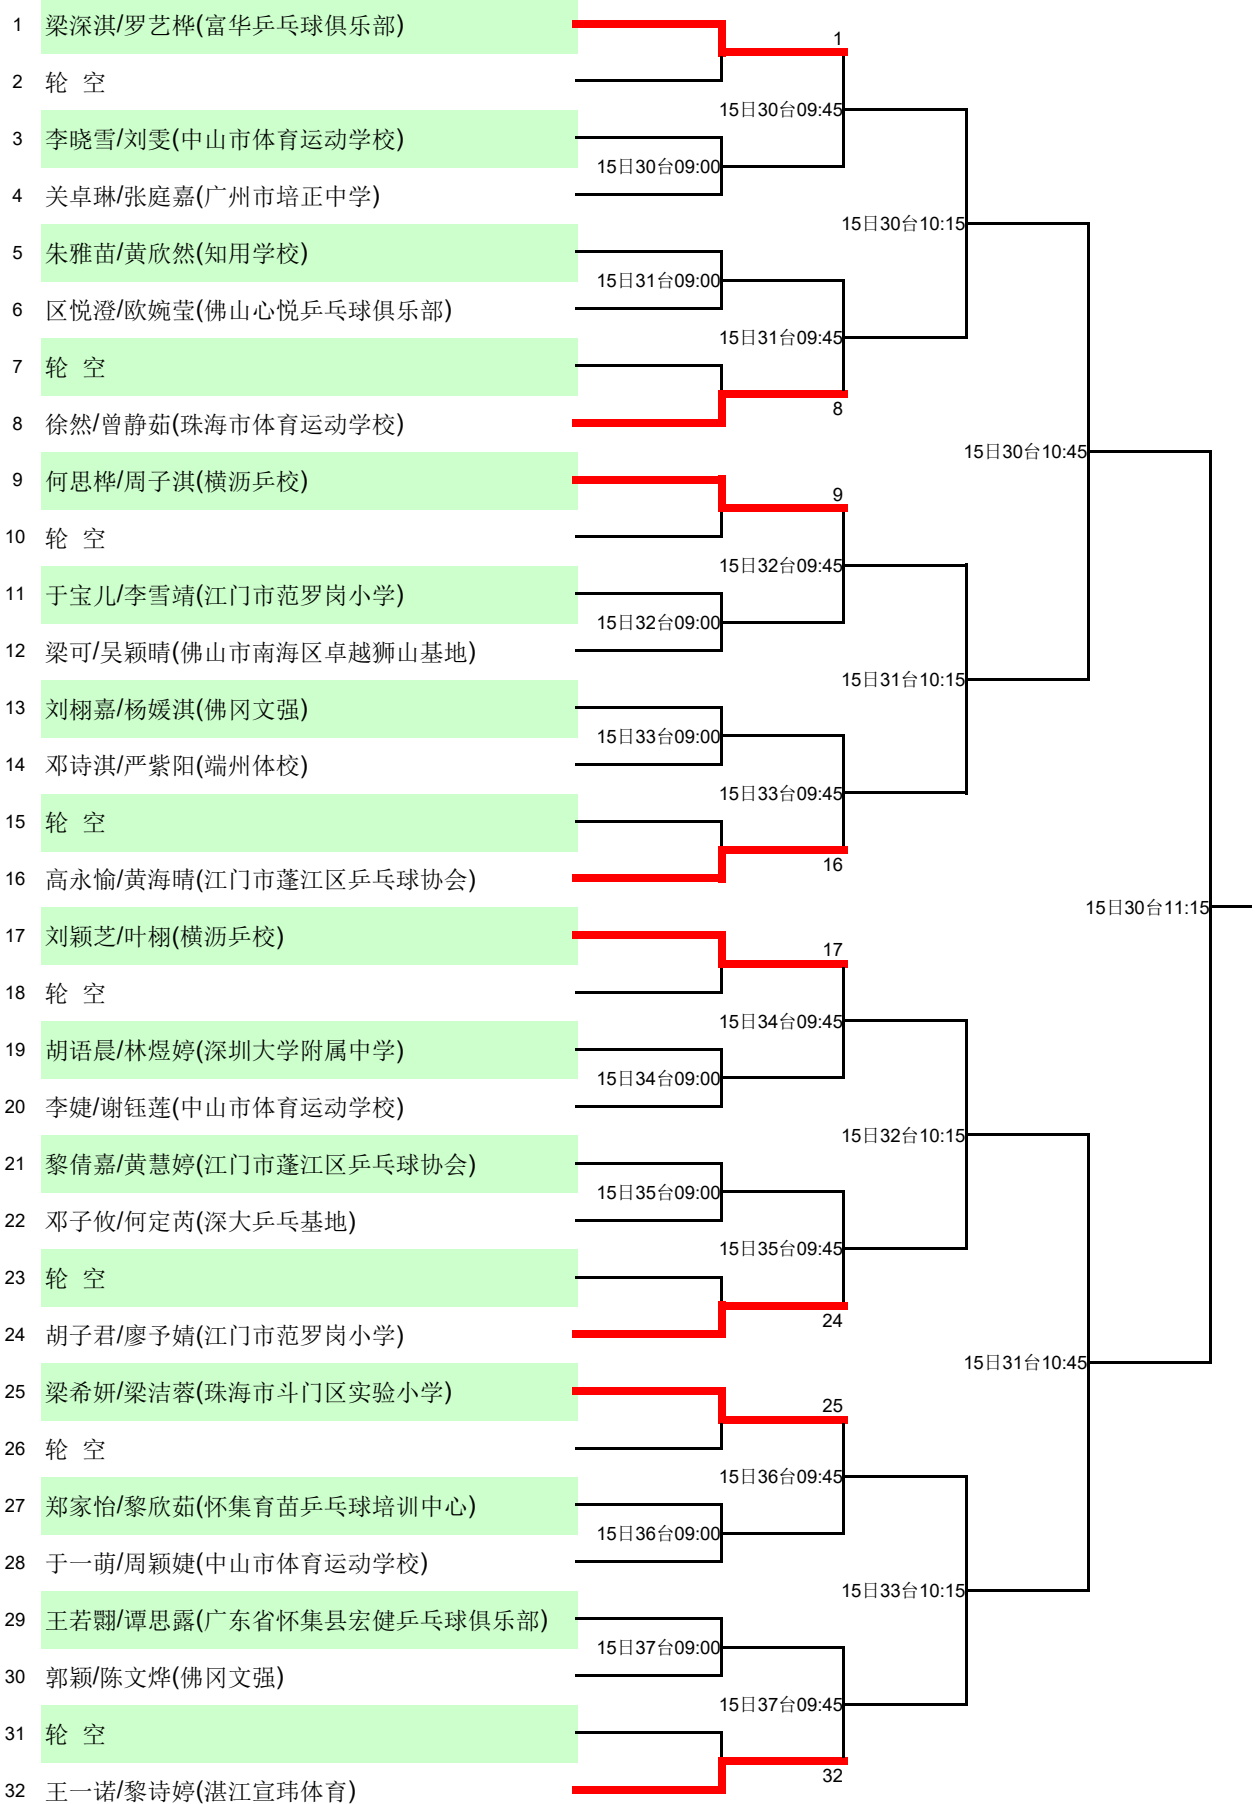 1 梁深淇/罗艺桦(富华乒乓球俱乐部)
1
2 轮 空
15日30台09:45
3 李晓雪/刘雯(中山市体育运动学校)
15日30台09:00
4 关卓琳/张庭嘉(广州市培正中学)
15日30台10:15
5 朱雅苗/黄欣然(知用学校)
15日31台09:00
6 区悦澄/欧婉莹(佛山心悦乒乓球俱乐部)
15日31台09:45
7 轮 空
8
8 徐然/曾静茹(珠海市体育运动学校)
15日30台10:45
9 何思桦/周子淇(横沥乒校)
9
10 轮 空
15日32台09:45
11 于宝儿/李雪靖(江门市范罗岗小学)
15日32台09:00
12 梁可/吴颖晴(佛山市南海区卓越狮山基地)
15日31台10:15
13 刘栩嘉/杨媛淇(佛冈文强)
15日33台09:00
14 邓诗淇/严紫阳(端州体校)
15日33台09:45
15 轮 空
16
16 高永愉/黄海晴(江门市蓬江区乒乓球协会)
15日30台11:15
17 刘颖芝/叶栩(横沥乒校)
17
18 轮 空
15日34台09:45
19 胡语晨/林煜婷(深圳大学附属中学)
15日34台09:00
20 李婕/谢钰莲(中山市体育运动学校)
15日32台10:15
21 黎倩嘉/黄慧婷(江门市蓬江区乒乓球协会)
15日35台09:00
22 邓子攸/何定芮(深大乒乓基地)
15日35台09:45
23 轮 空
24
24 胡子君/廖予婧(江门市范罗岗小学)
15日31台10:45
25 梁希妍/梁洁蓉(珠海市斗门区实验小学)
25
26 轮 空
15日36台09:45
27 郑家怡/黎欣茹(怀集育苗乒乓球培训中心)
15日36台09:00
28 于一萌/周颖婕(中山市体育运动学校)
15日33台10:15
29 王若翾/谭思露(广东省怀集县宏健乒乓球俱乐部)
15日37台09:00
30 郭颖/陈文烨(佛冈文强)
15日37台09:45
31 轮 空
32
32 王一诺/黎诗婷(湛江宣玮体育)